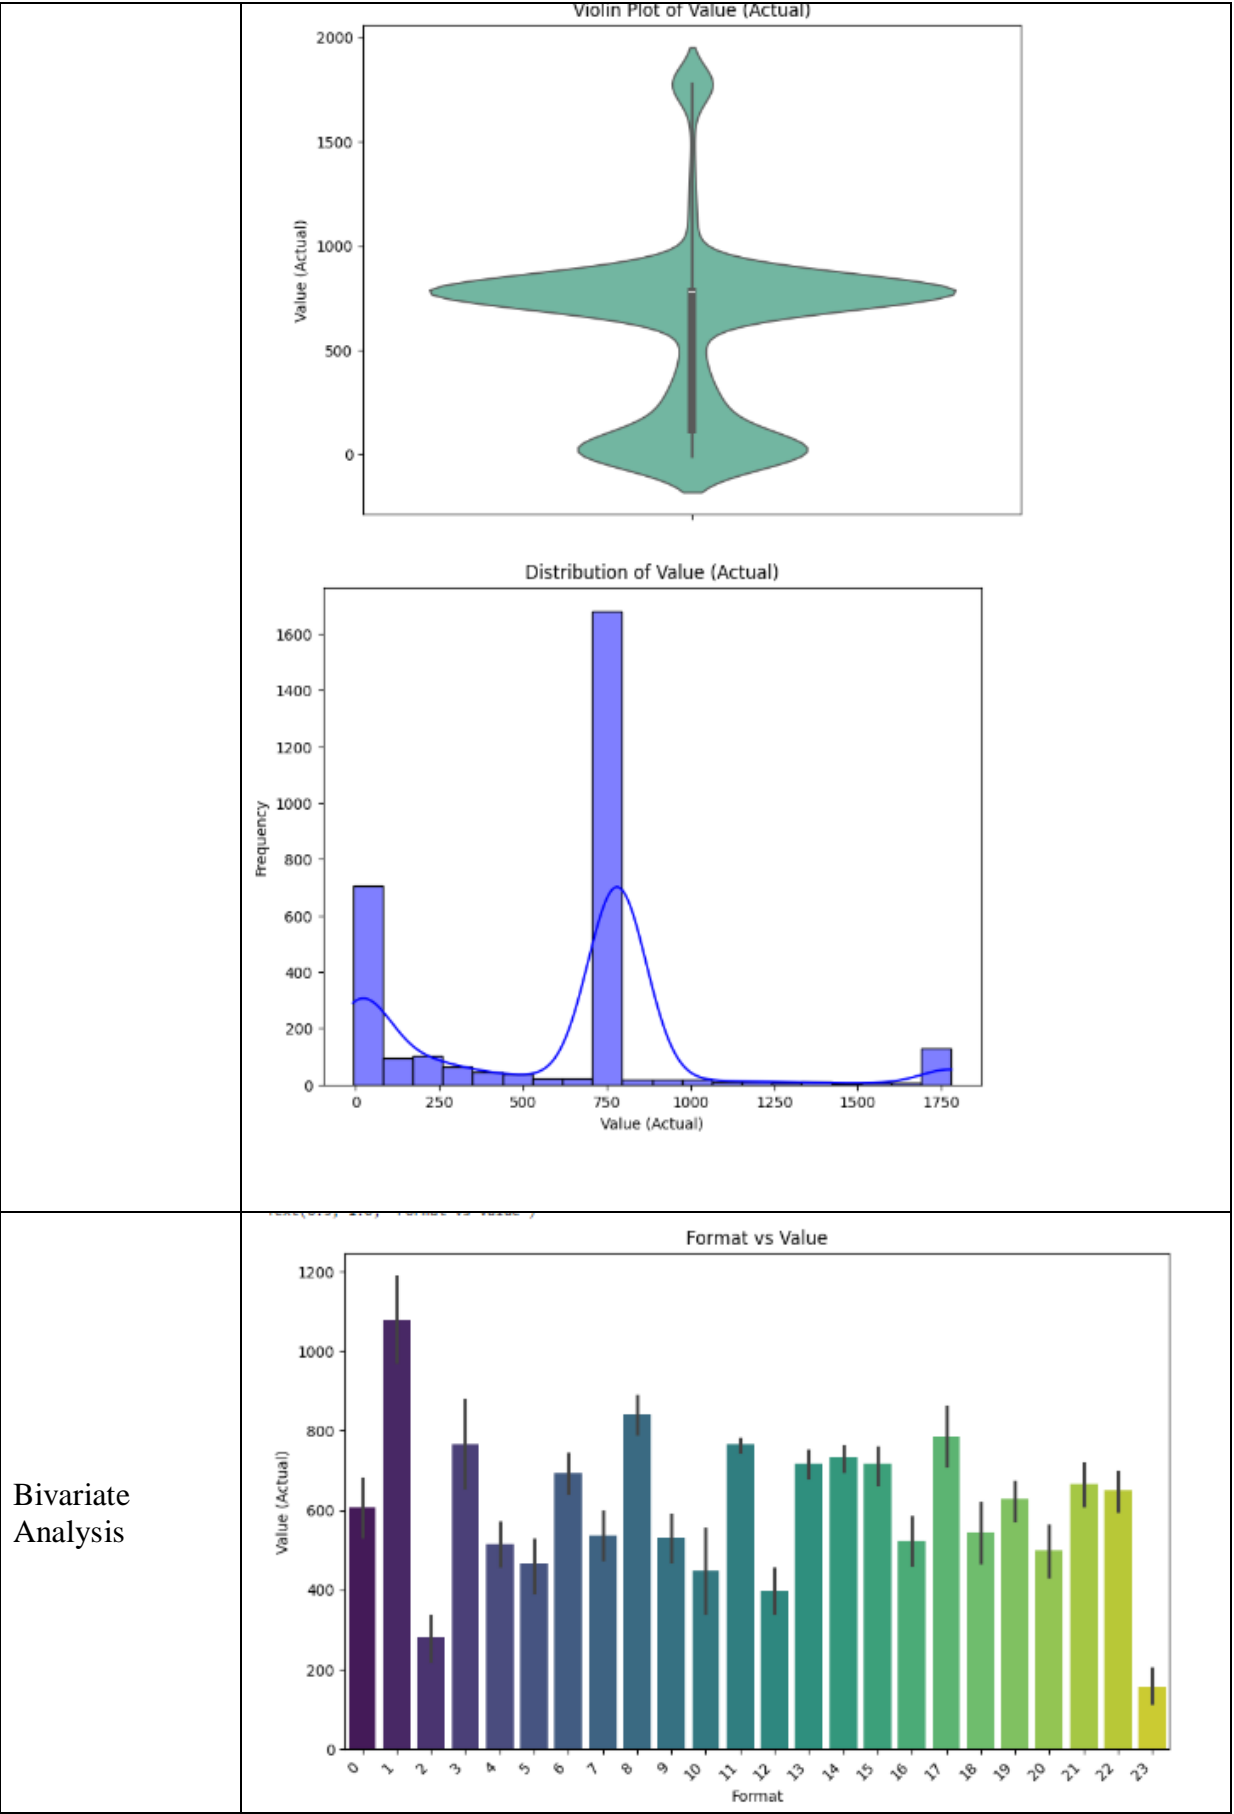 Violin Plot of Value (Actual)
2000
1500
1000
500
0
Value (Actual)
Distribution of Value (Actual)
1600
1400
1200
1000
800
600
400
200
0
Frequency
0 250 500 750 1000 1250 1500 1750
Value (Actual)
Bivariate
Analysis
Format vs Value
1200
1000
800
600
400
200
0
Value (Actual)
0 1 2 3 4 5 6 7 8 9 10 11 12 13 14 15 16 17 18 19 20 21 22 23
Format